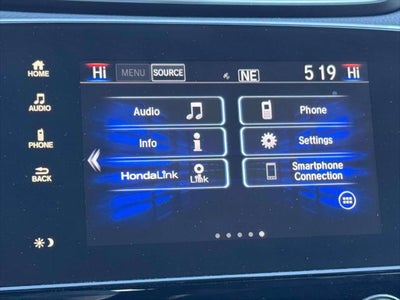 HOME
AUDIO
PHONE
BACK
Hi MENU SOURCE NE 5 19 Hi
Audio
Phone
Info
Settings
HondaLink
Link
Smartphone
Connection